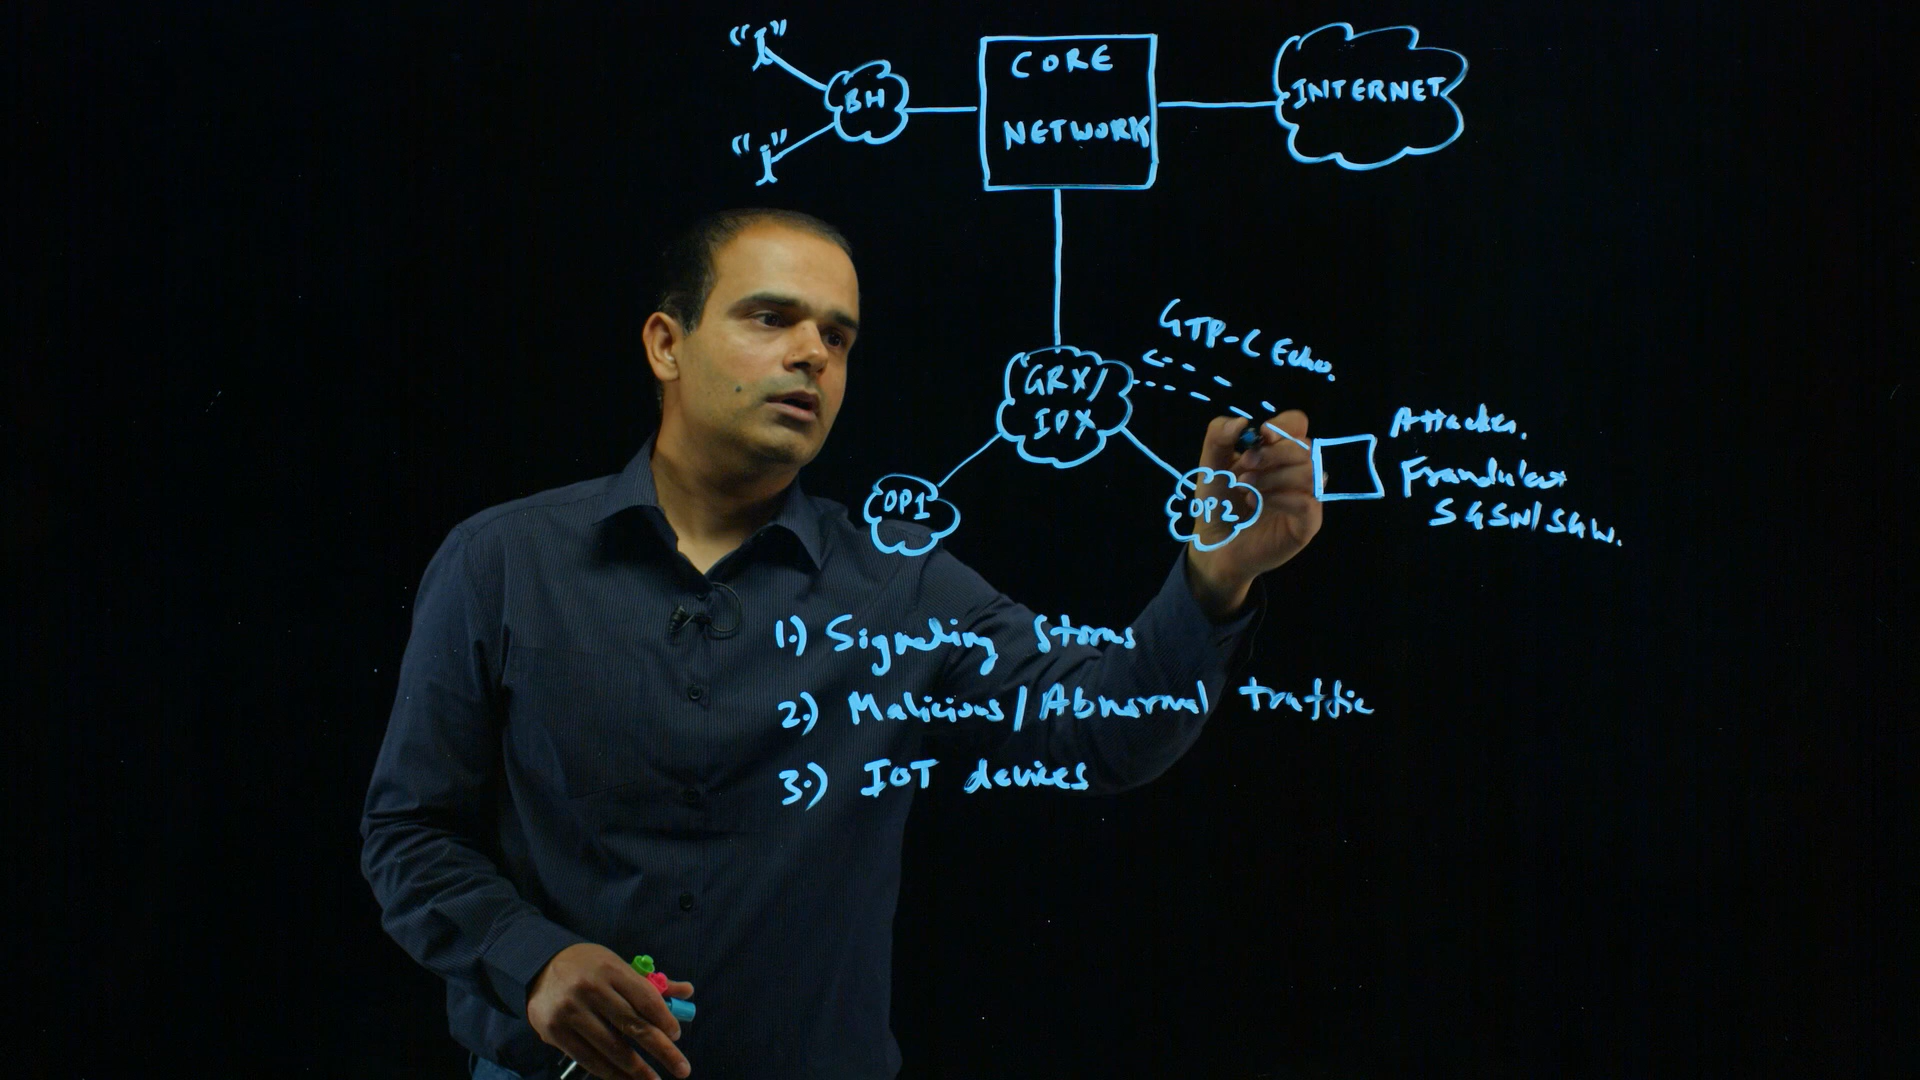 CORE
NETWORK
BH
INTERNET
GTP-C Echo.
GRX/
IPX
Attacker.
Fraudulent
SGSN/SGW.
OP1
OP2
1.) Signaling Storms
2.) Malicious/Abnormal traffic
3.) IOT devices